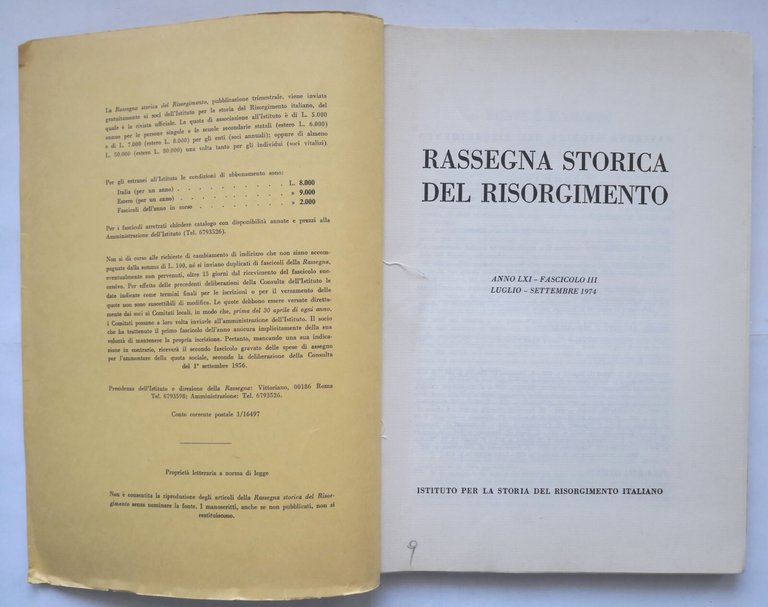 La Rassegna storica del Risorgimento, pubblicazione trimestrale, viene inviata
gratuitamente ai soci dell'Istituto per la storia del Risorgimento italiano, del
quale è la rivista ufficiale. La quota di associazione all'Istituto è di L. 5.000
annue per le persone singole e le scuole secondarie statali (estero L. 6.000)
e di L. 7.000 (estero L. 8.000) per gli enti (soci annuali); oppure di almeno
L. 50.000 (estero L. 80.000) una volta tanto per gli individui (soci vitalizi).
Per gli estranei all'Istituto le condizioni di abbonamento sono:
Italia (per un anno) . . . . . . . . . . L. 8.000
Estero (per un anno) . . . . . . . . . . » 9.000
Fascicoli dell'anno in corso . . . . . . . . » 2.000
Per i fascicoli arretrati chiedere catalogo con disponibilità annate e prezzi alla
Amministrazione dell'Istituto (Tel. 6793526).
Non si dà corso alle richieste di cambiamento di indirizzo che non siano accom-
pagnate dalla somma di L. 100, né si inviano duplicati di fascicoli della Rassegna,
eventualmente non pervenuti, oltre 15 giorni dal ricevimento del fascicolo suc-
cessivo. Per effetto delle precedenti deliberazioni della Consulta dell'Istituto le
date indicate come termini finali per le iscrizioni o per il versamento delle
quote non sono suscettibili di modifica. Le quote debbono essere versate diretta-
mente dai soci ai Comitati locali, in modo che, prima del 30 aprile di ogni anno,
i Comitati possano a loro volta inviarle all'amministrazione dell'Istituto. Il socio
che ha trattenuto il primo fascicolo dell'anno assicura implicitamente della sua
volontà di mantenere la propria iscrizione. Pertanto, mancando una sua indica-
zione in contrario, riceverà il secondo fascicolo gravato delle spese di assegno
per l'ammontare della quota sociale, secondo la deliberazione della Consulta
del 1° settembre 1956.
Presidenza dell'Istituto e direzione della Rassegna: Vittoriano, 00186 Roma
Tel. 6793598; Amministrazione: Tel. 6793526.
Conto corrente postale 1/16497
Proprietà letteraria a norma di legge
Non è consentita la riproduzione degli articoli della Rassegna storica del Risor-
gimento senza nominare la fonte. I manoscritti, anche se non pubblicati, non si
restituiscono.
RASSEGNA STORICA
DEL RISORGIMENTO
ANNO LXI – FASCICOLO III
LUGLIO – SETTEMBRE 1974
ISTITUTO PER LA STORIA DEL RISORGIMENTO ITALIANO
9